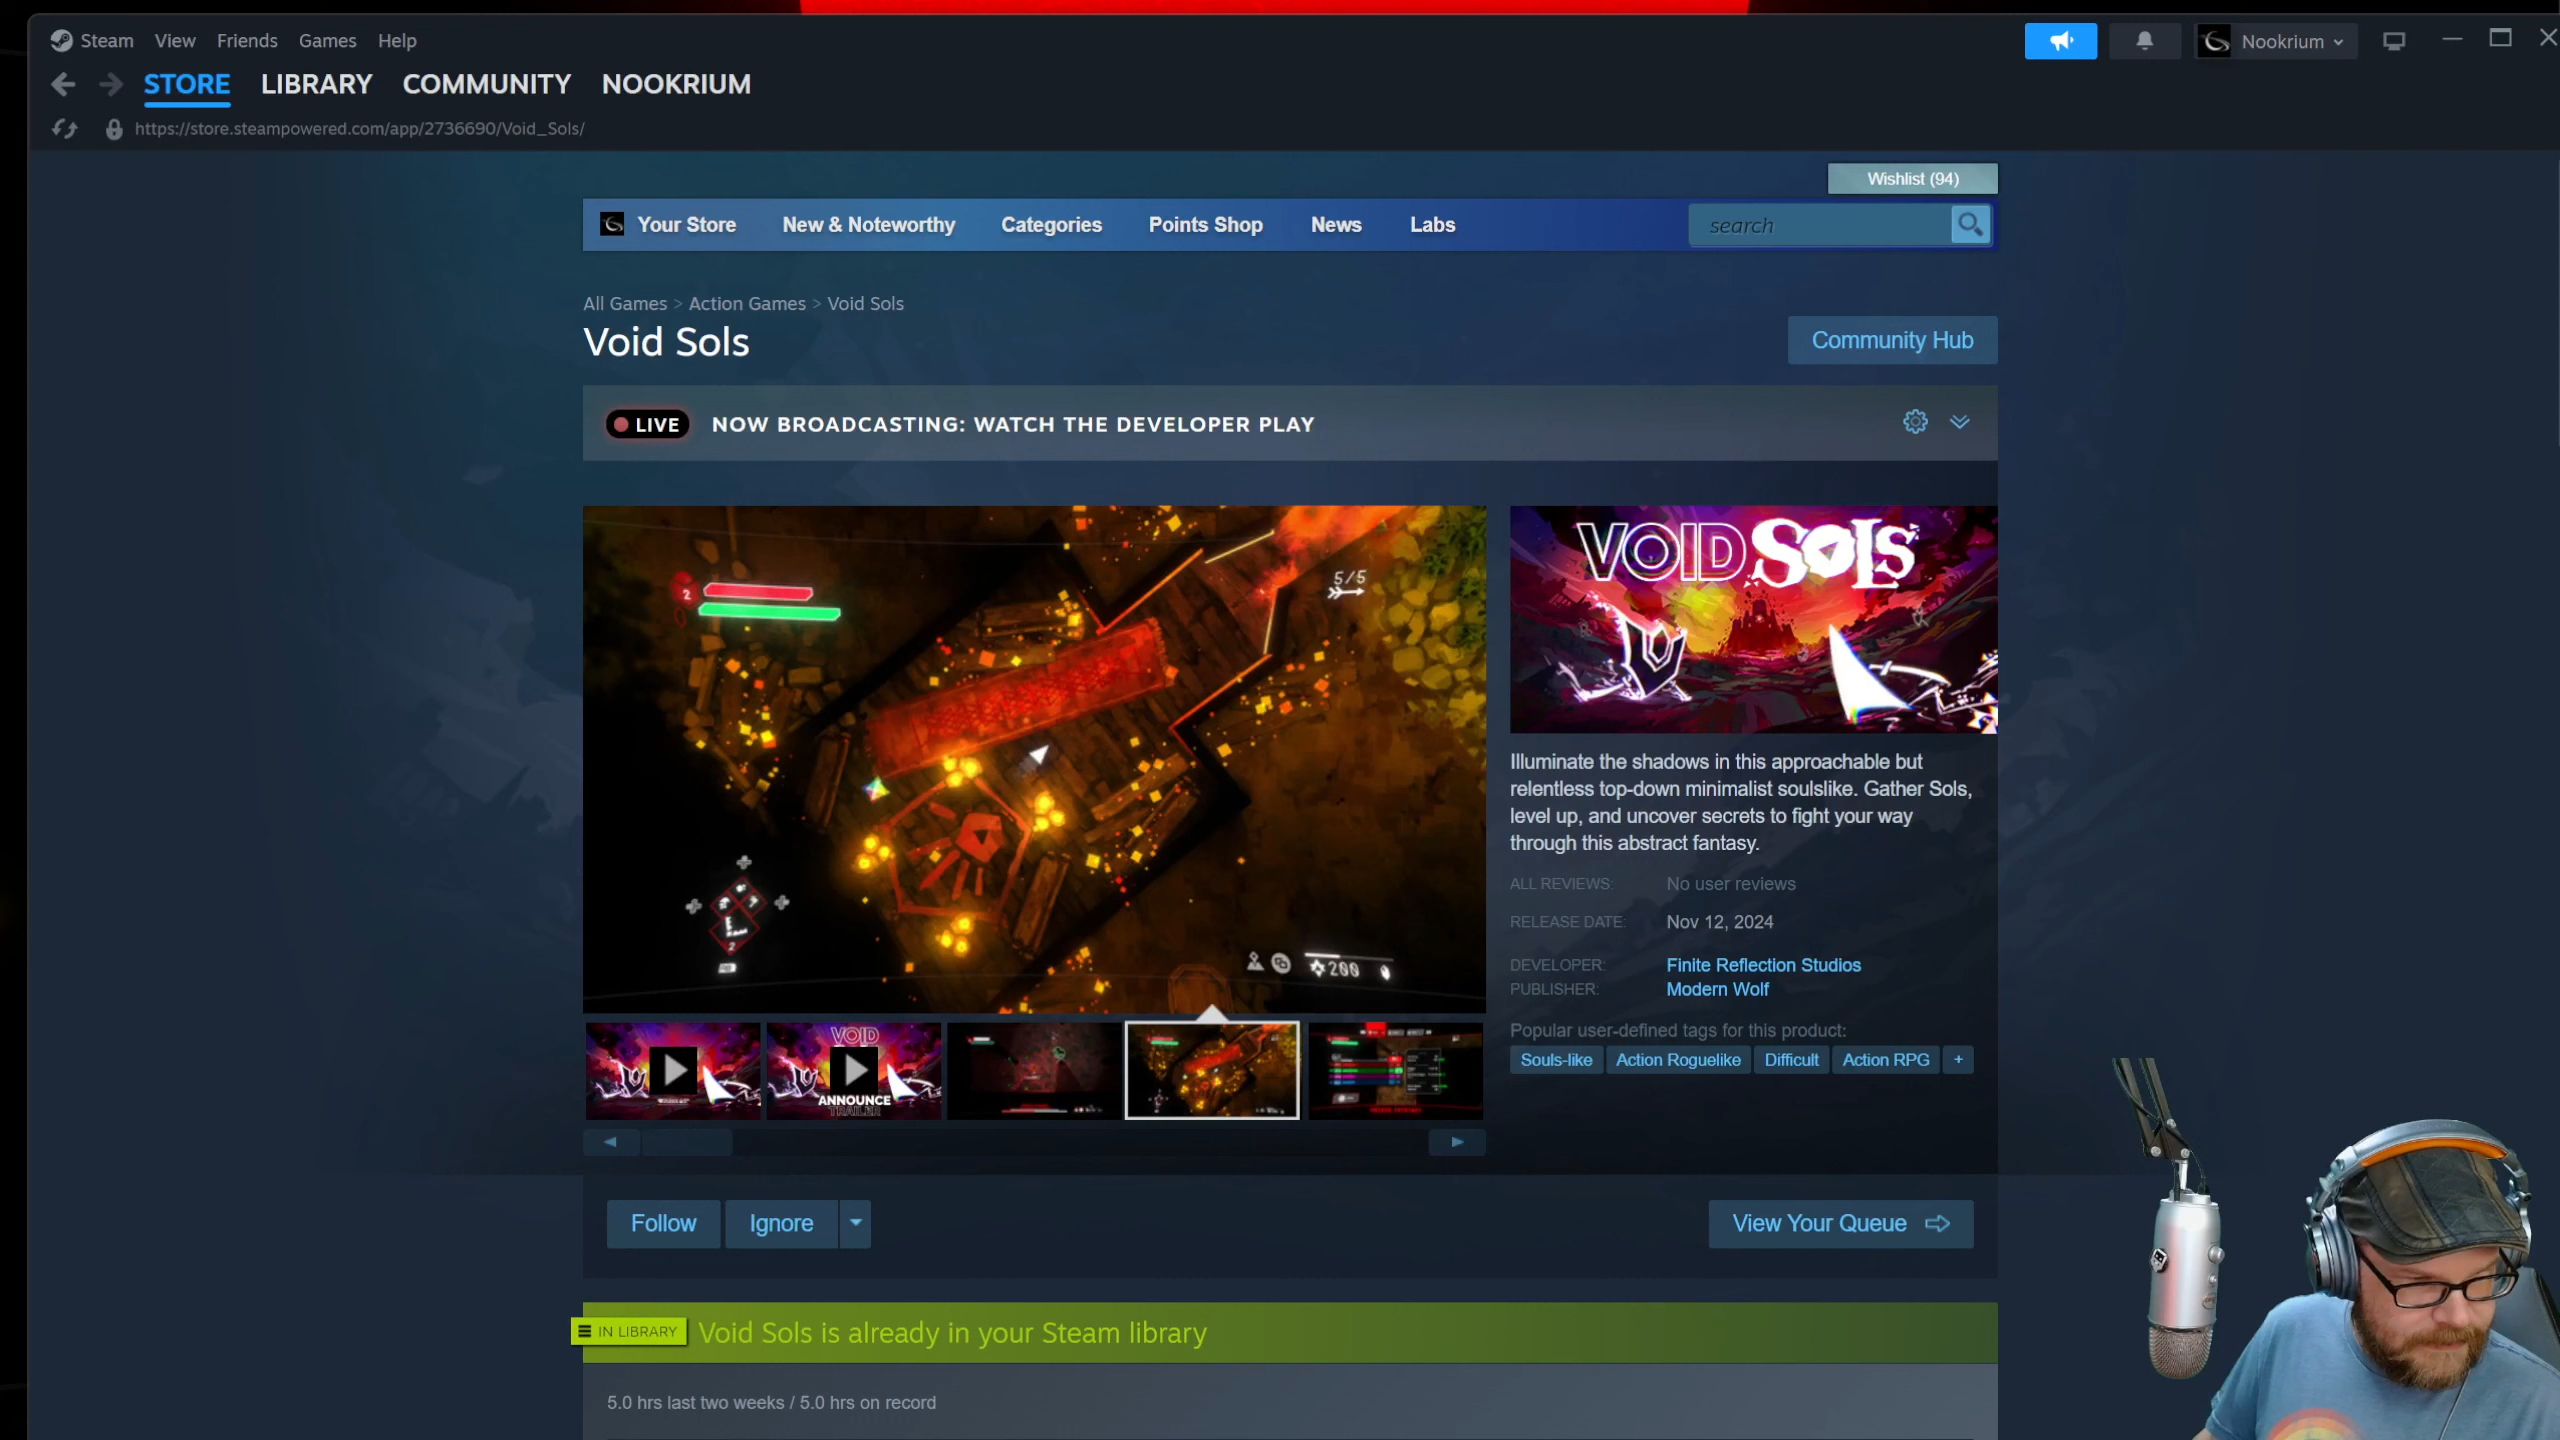 Steam View Friends Games Help
Nookrium
STORE LIBRARY COMMUNITY NOOKRIUM
https://store.steampowered.com/app/2736690/Void_Sols/
Wishlist (94)
Your Store New & Noteworthy Categories Points Shop News Labs
search
All Games > Action Games > Void Sols
Void Sols
Community Hub
LIVE NOW BROADCASTING: WATCH THE DEVELOPER PLAY
2
5/5
2
200
VOID SOLS
Illuminate the shadows in this approachable but
relentless top-down minimalist soulslike. Gather Sols,
level up, and uncover secrets to fight your way
through this abstract fantasy.
ALL REVIEWS: No user reviews
RELEASE DATE: Nov 12, 2024
DEVELOPER: Finite Reflection Studios
PUBLISHER: Modern Wolf
Popular user-defined tags for this product:
Souls-like Action Roguelike Difficult Action RPG +
VOID
ANNOUNCE
TRAILER
Follow Ignore
View Your Queue
IN LIBRARY Void Sols is already in your Steam library
5.0 hrs last two weeks / 5.0 hrs on record